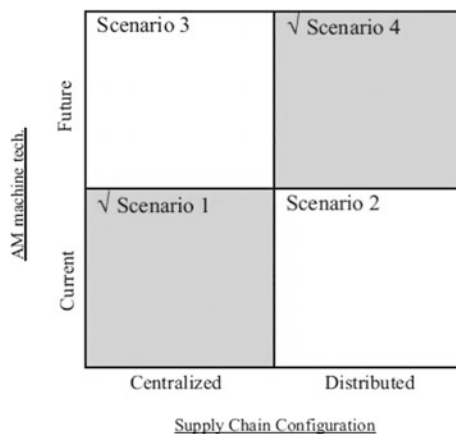 Scenario 3
√ Scenario 4
Future
AM machine tech.
√ Scenario 1
Scenario 2
Current
Centralized
Distributed
Supply Chain Configuration